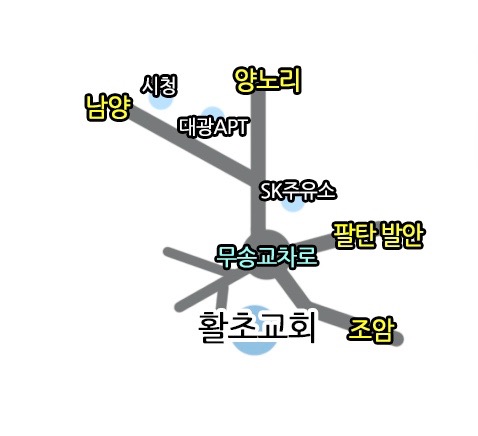 시청
양노리
남양
대광APT
SK주유소
팔탄 발안
무송교차로
활초교회
조암